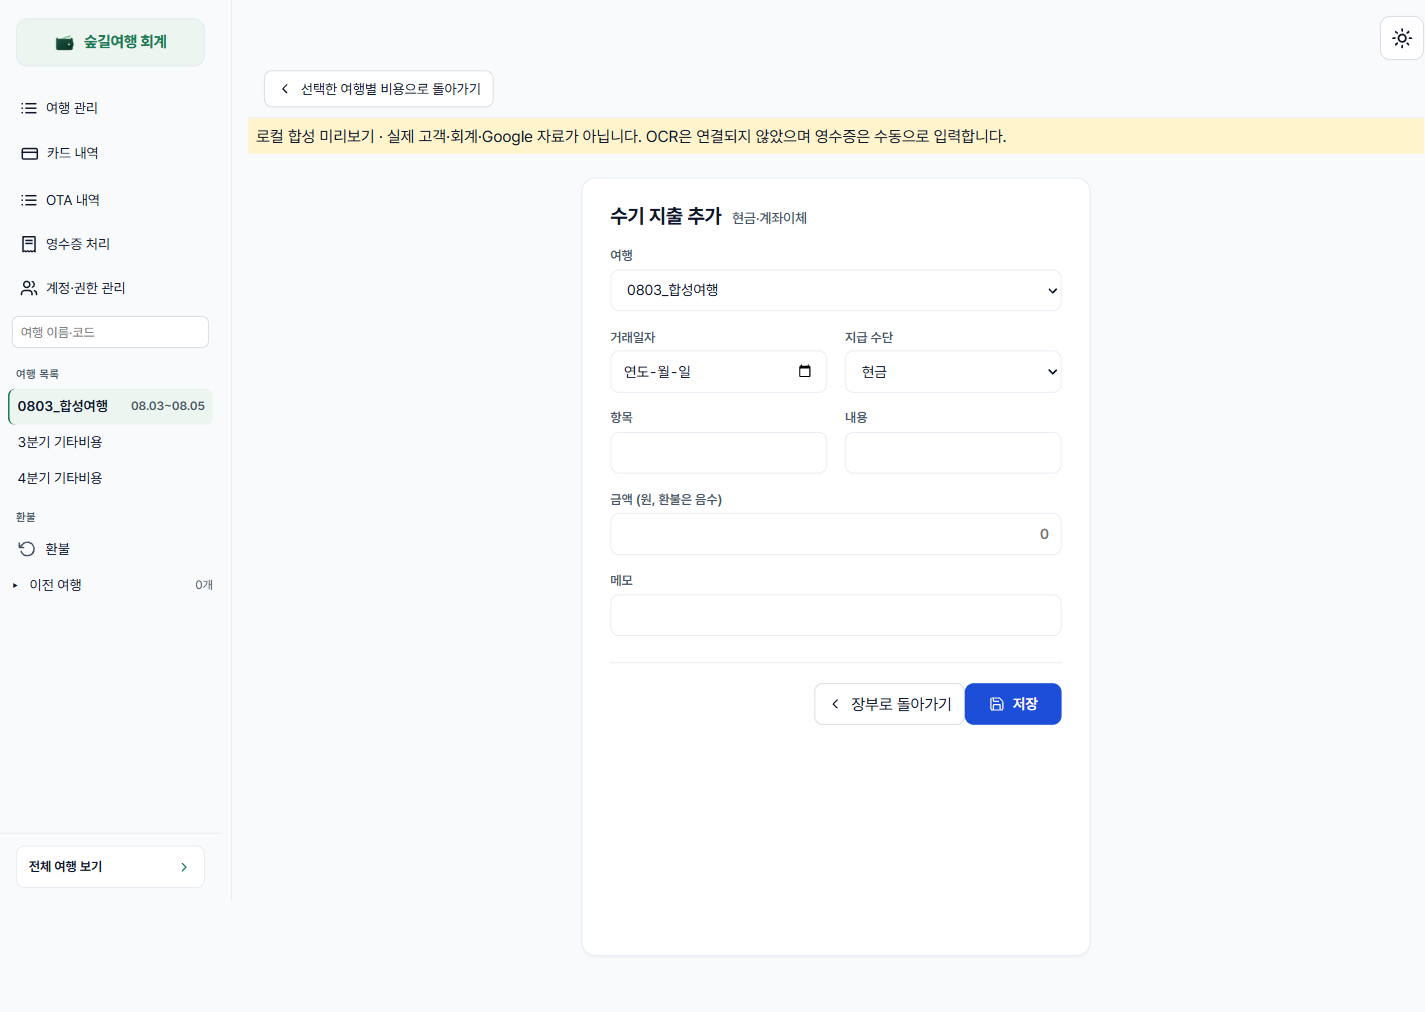 숲길여행 회계
여행 관리
카드 내역
OTA 내역
영수증 처리
계정·권한 관리
여행 이름·코드
여행 목록
0803_합성여행 08.03~08.05
3분기 기타비용
4분기 기타비용
환불
환불
이전 여행 0개
전체 여행 보기
선택한 여행별 비용으로 돌아가기
로컬 합성 미리보기 · 실제 고객·회계·Google 자료가 아닙니다. OCR은 연결되지 않았으며 영수증은 수동으로 입력합니다.
수기 지출 추가 현금·계좌이체
여행
0803_합성여행
거래일자 지급 수단
연도-월-일 현금
항목 내용
금액 (원, 환불은 음수)
0
메모
장부로 돌아가기 저장